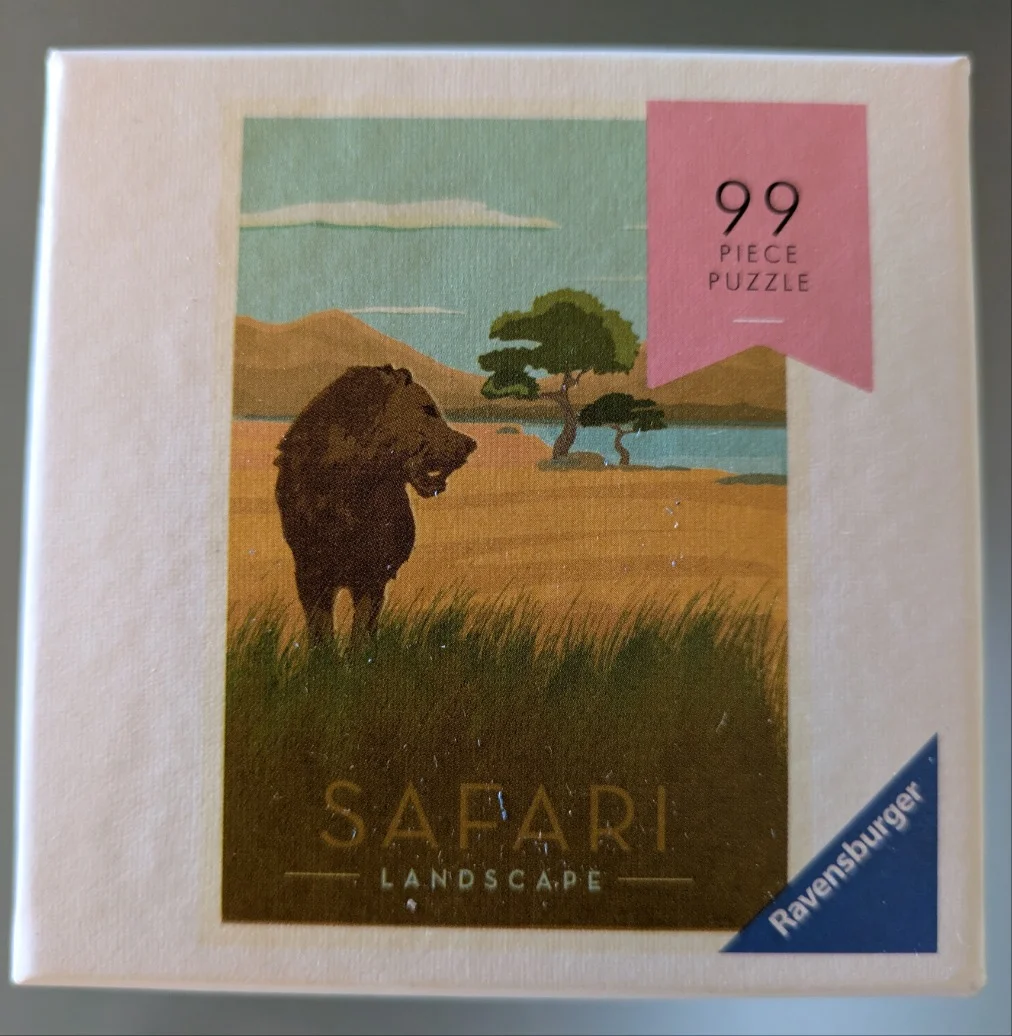 99
PIECE
PUZZLE
SAFARI
LANDSCAPE
Ravensburger